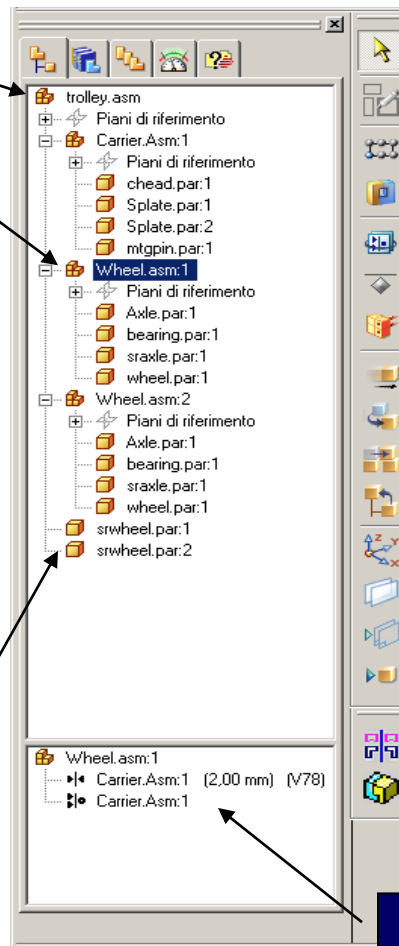 trolley.asm
Piani di riferimento
Carrier.Asm:1
Piani di riferimento
chead.par:1
Splate.par:1
Splate.par:2
mtgpin.par:1
Wheel.asm:1
Piani di riferimento
Axle.par:1
bearing.par:1
sraxle.par:1
wheel.par:1
Wheel.asm:2
Piani di riferimento
Axle.par:1
bearing.par:1
sraxle.par:1
wheel.par:1
srwheel.par:1
srwheel.par:2
Wheel.asm:1
Carrier.Asm:1 (2,00 mm) (V78)
Carrier.Asm:1